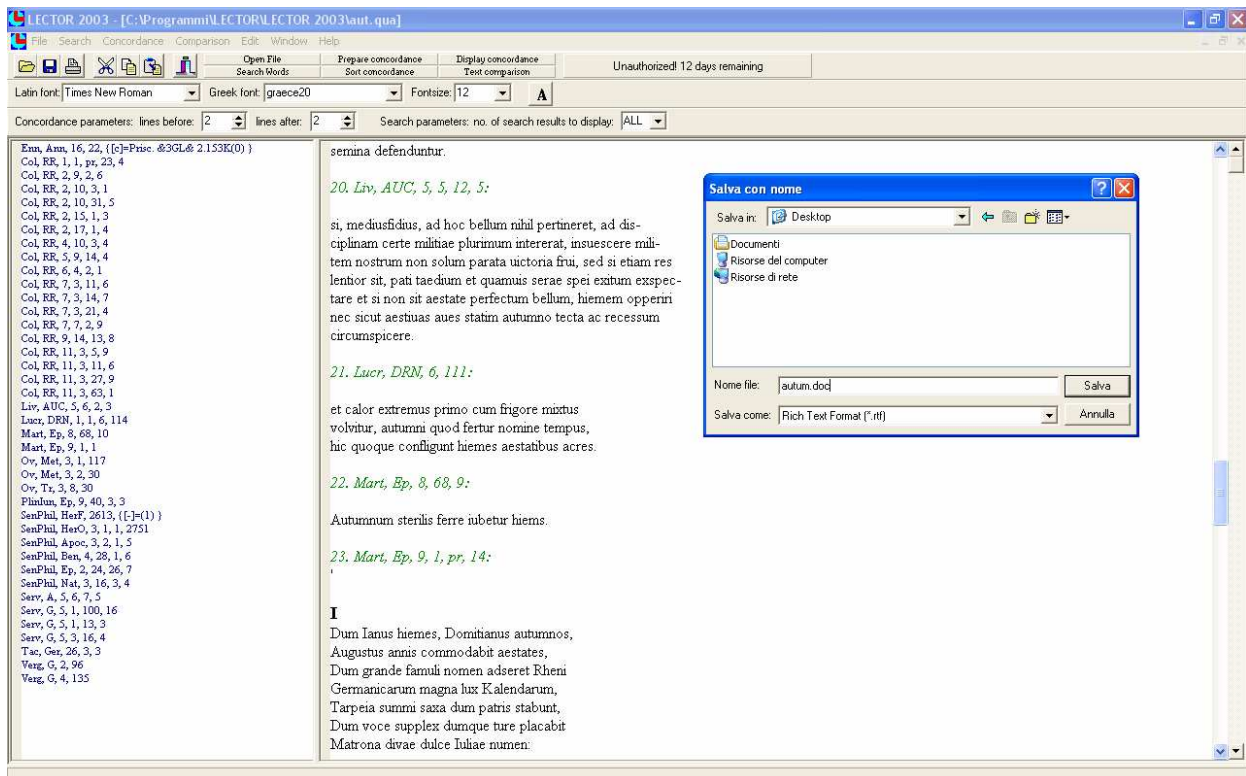 LECTOR 2003 - [C:\Programmi\LECTOR\LECTOR 2003\aut.qua]
File Search Concordance Comparison Edit Window Help
Open File Prepare concordance Display concordance
Search Words Sort concordance Text comparison
Unauthorized! 12 days remaining
Latin font: Times New Roman Greek font: graece20 Fontsize: 12 A
Concordance parameters: lines before: 2 lines after: 2 Search parameters: no. of search results to display: ALL
Enn, Ann, 16, 22, {[c]=Prisc. &3GL& 2.153K(0) }
Col, RR, 1, 1, pr, 23, 4
Col, RR, 2, 9, 2, 6
Col, RR, 2, 10, 3, 1
Col, RR, 2, 10, 31, 5
Col, RR, 2, 15, 1, 3
Col, RR, 2, 17, 1, 4
Col, RR, 4, 10, 3, 4
Col, RR, 5, 9, 14, 4
Col, RR, 6, 4, 2, 1
Col, RR, 7, 3, 11, 6
Col, RR, 7, 3, 14, 7
Col, RR, 7, 3, 21, 4
Col, RR, 7, 7, 2, 9
Col, RR, 9, 14, 13, 8
Col, RR, 11, 3, 5, 9
Col, RR, 11, 3, 11, 6
Col, RR, 11, 3, 27, 9
Col, RR, 11, 3, 63, 1
Liv, AUC, 5, 6, 2, 3
Lucr, DRN, 1, 1, 6, 114
Mart, Ep, 8, 68, 10
Mart, Ep, 9, 1, 1
Ov, Met, 3, 1, 117
Ov, Met, 3, 2, 30
Ov, Tr, 3, 8, 30
PlinIun, Ep, 9, 40, 3, 3
SenPhil, HerF, 2613, {[-]=(1) }
SenPhil, HerO, 3, 1, 1, 2751
SenPhil, Apoc, 3, 2, 1, 5
SenPhil, Ben, 4, 28, 1, 6
SenPhil, Ep, 2, 24, 26, 7
SenPhil, Nat, 3, 16, 3, 4
Serv, A, 5, 6, 7, 5
Serv, G, 5, 1, 100, 16
Serv, G, 5, 1, 13, 3
Serv, G, 5, 3, 16, 4
Tac, Ger, 26, 3, 3
Verg, G, 2, 96
Verg, G, 4, 135
semina defenduntur.
20. Liv, AUC, 5, 5, 12, 5:
si, mediusfidius, ad hoc bellum nihil pertineret, ad dis-
ciplinam certe militiae plurimum intererat, insuescere mili-
tem nostrum non solum parata uictoria frui, sed si etiam res
lentior sit, pati taedium et quamuis serae spei exitum exspec-
tare et si non sit aestate perfectum bellum, hiemem opperiri
nec sicut aestiuas aues statim autumno tecta ac recessum
circumspicere.
21. Lucr, DRN, 6, 111:
et calor extremus primo cum frigore mixtus
volvitur, autumni quod fertur nomine tempus,
hic quoque confligunt hiemes aestatibus acres.
22. Mart, Ep, 8, 68, 9:
Autumnum sterilis ferre iubetur hiems.
23. Mart, Ep, 9, 1, pr, 14:
'
I
Dum Ianus hiemes, Domitianus autumnos,
Augustus annis commodabit aestates,
Dum grande famuli nomen adseret Rheni
Germanicarum magna lux Kalendarum,
Tarpeia summi saxa dum patris stabunt,
Dum voce supplex dumque ture placabit
Matrona divae dulce Iuliae numen:
Salva con nome
Salva in: Desktop
Documenti
Risorse del computer
Risorse di rete
Nome file: autum.doc Salva
Salva come: Rich Text Format (*.rtf) Annulla